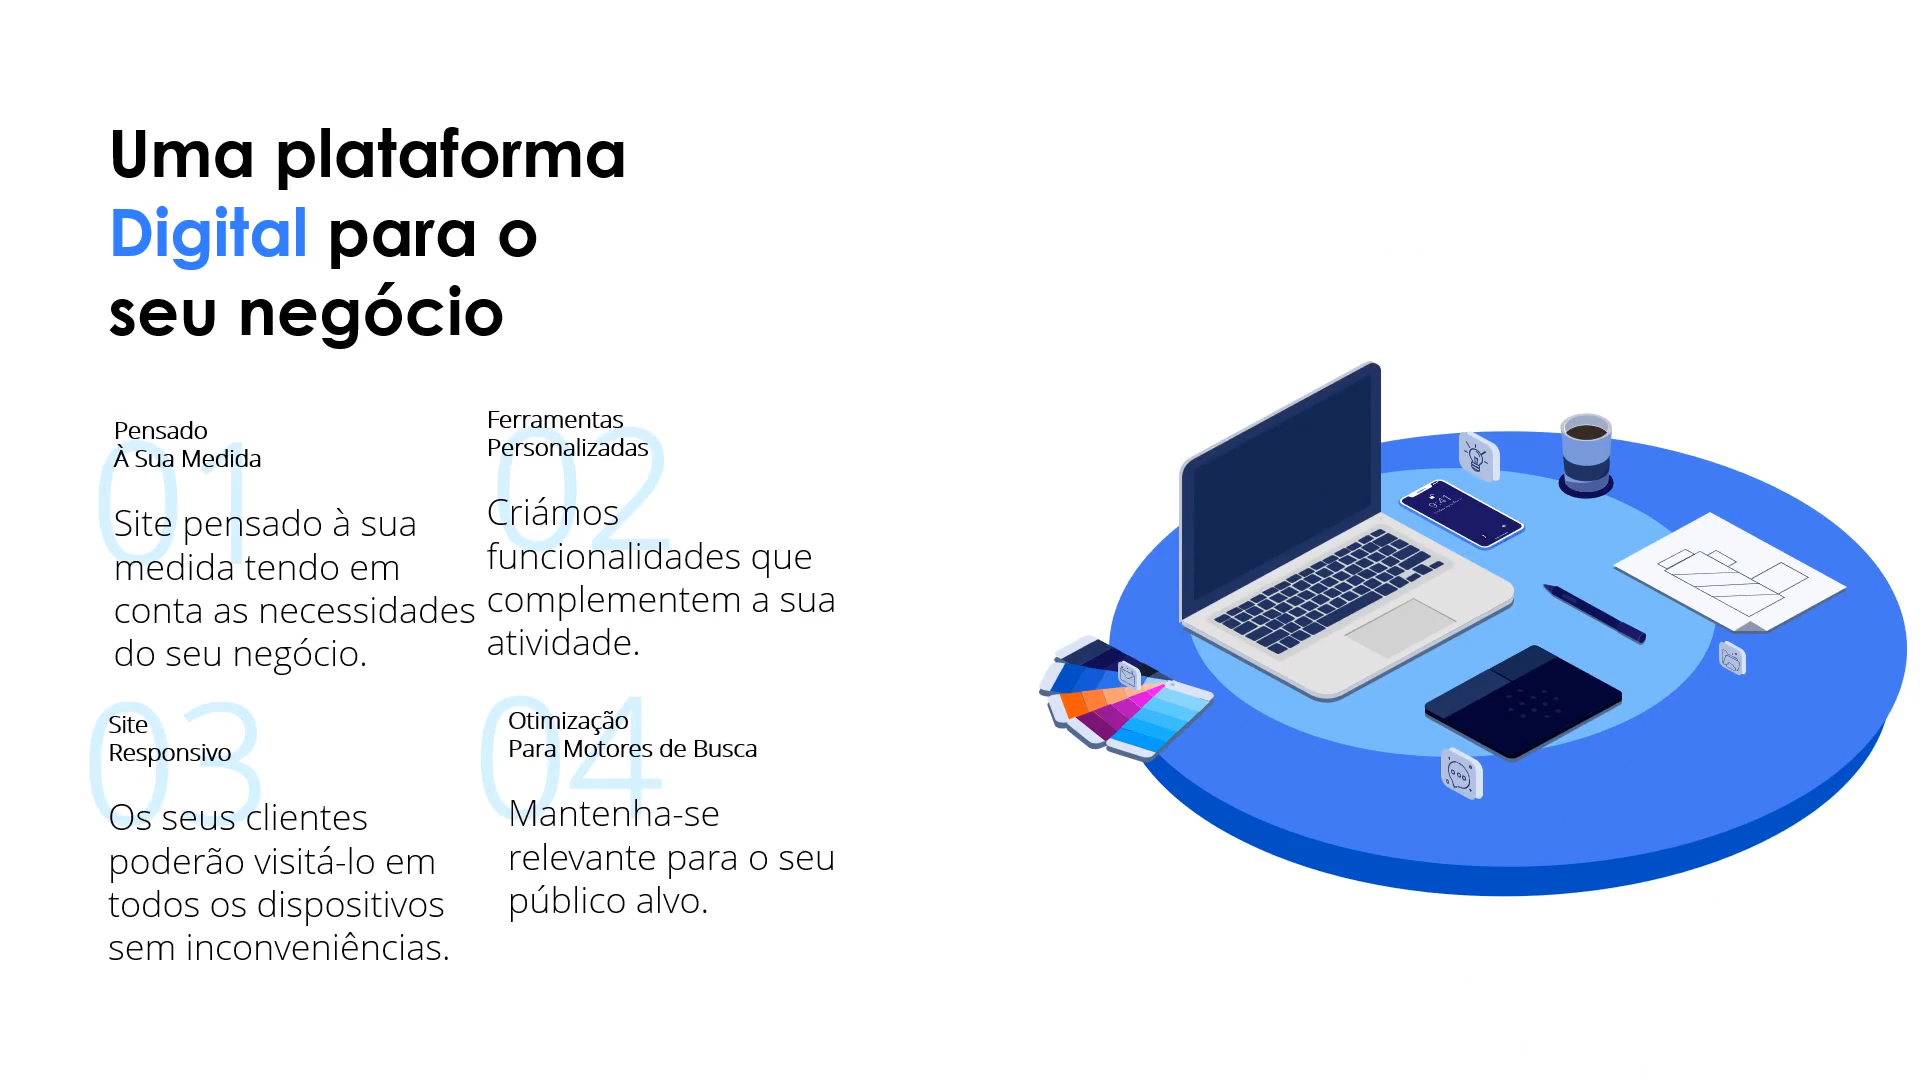 Uma plataforma
Digital para o
seu negócio
01
Pensado
À Sua Medida
Site pensado à sua
medida tendo em
conta as necessidades
do seu negócio.
02
Ferramentas
Personalizadas
Criámos
funcionalidades que
complementem a sua
atividade.
03
Site
Responsivo
Os seus clientes
poderão visitá-lo em
todos os dispositivos
sem inconveniências.
04
Otimização
Para Motores de Busca
Mantenha-se
relevante para o seu
público alvo.
9:41